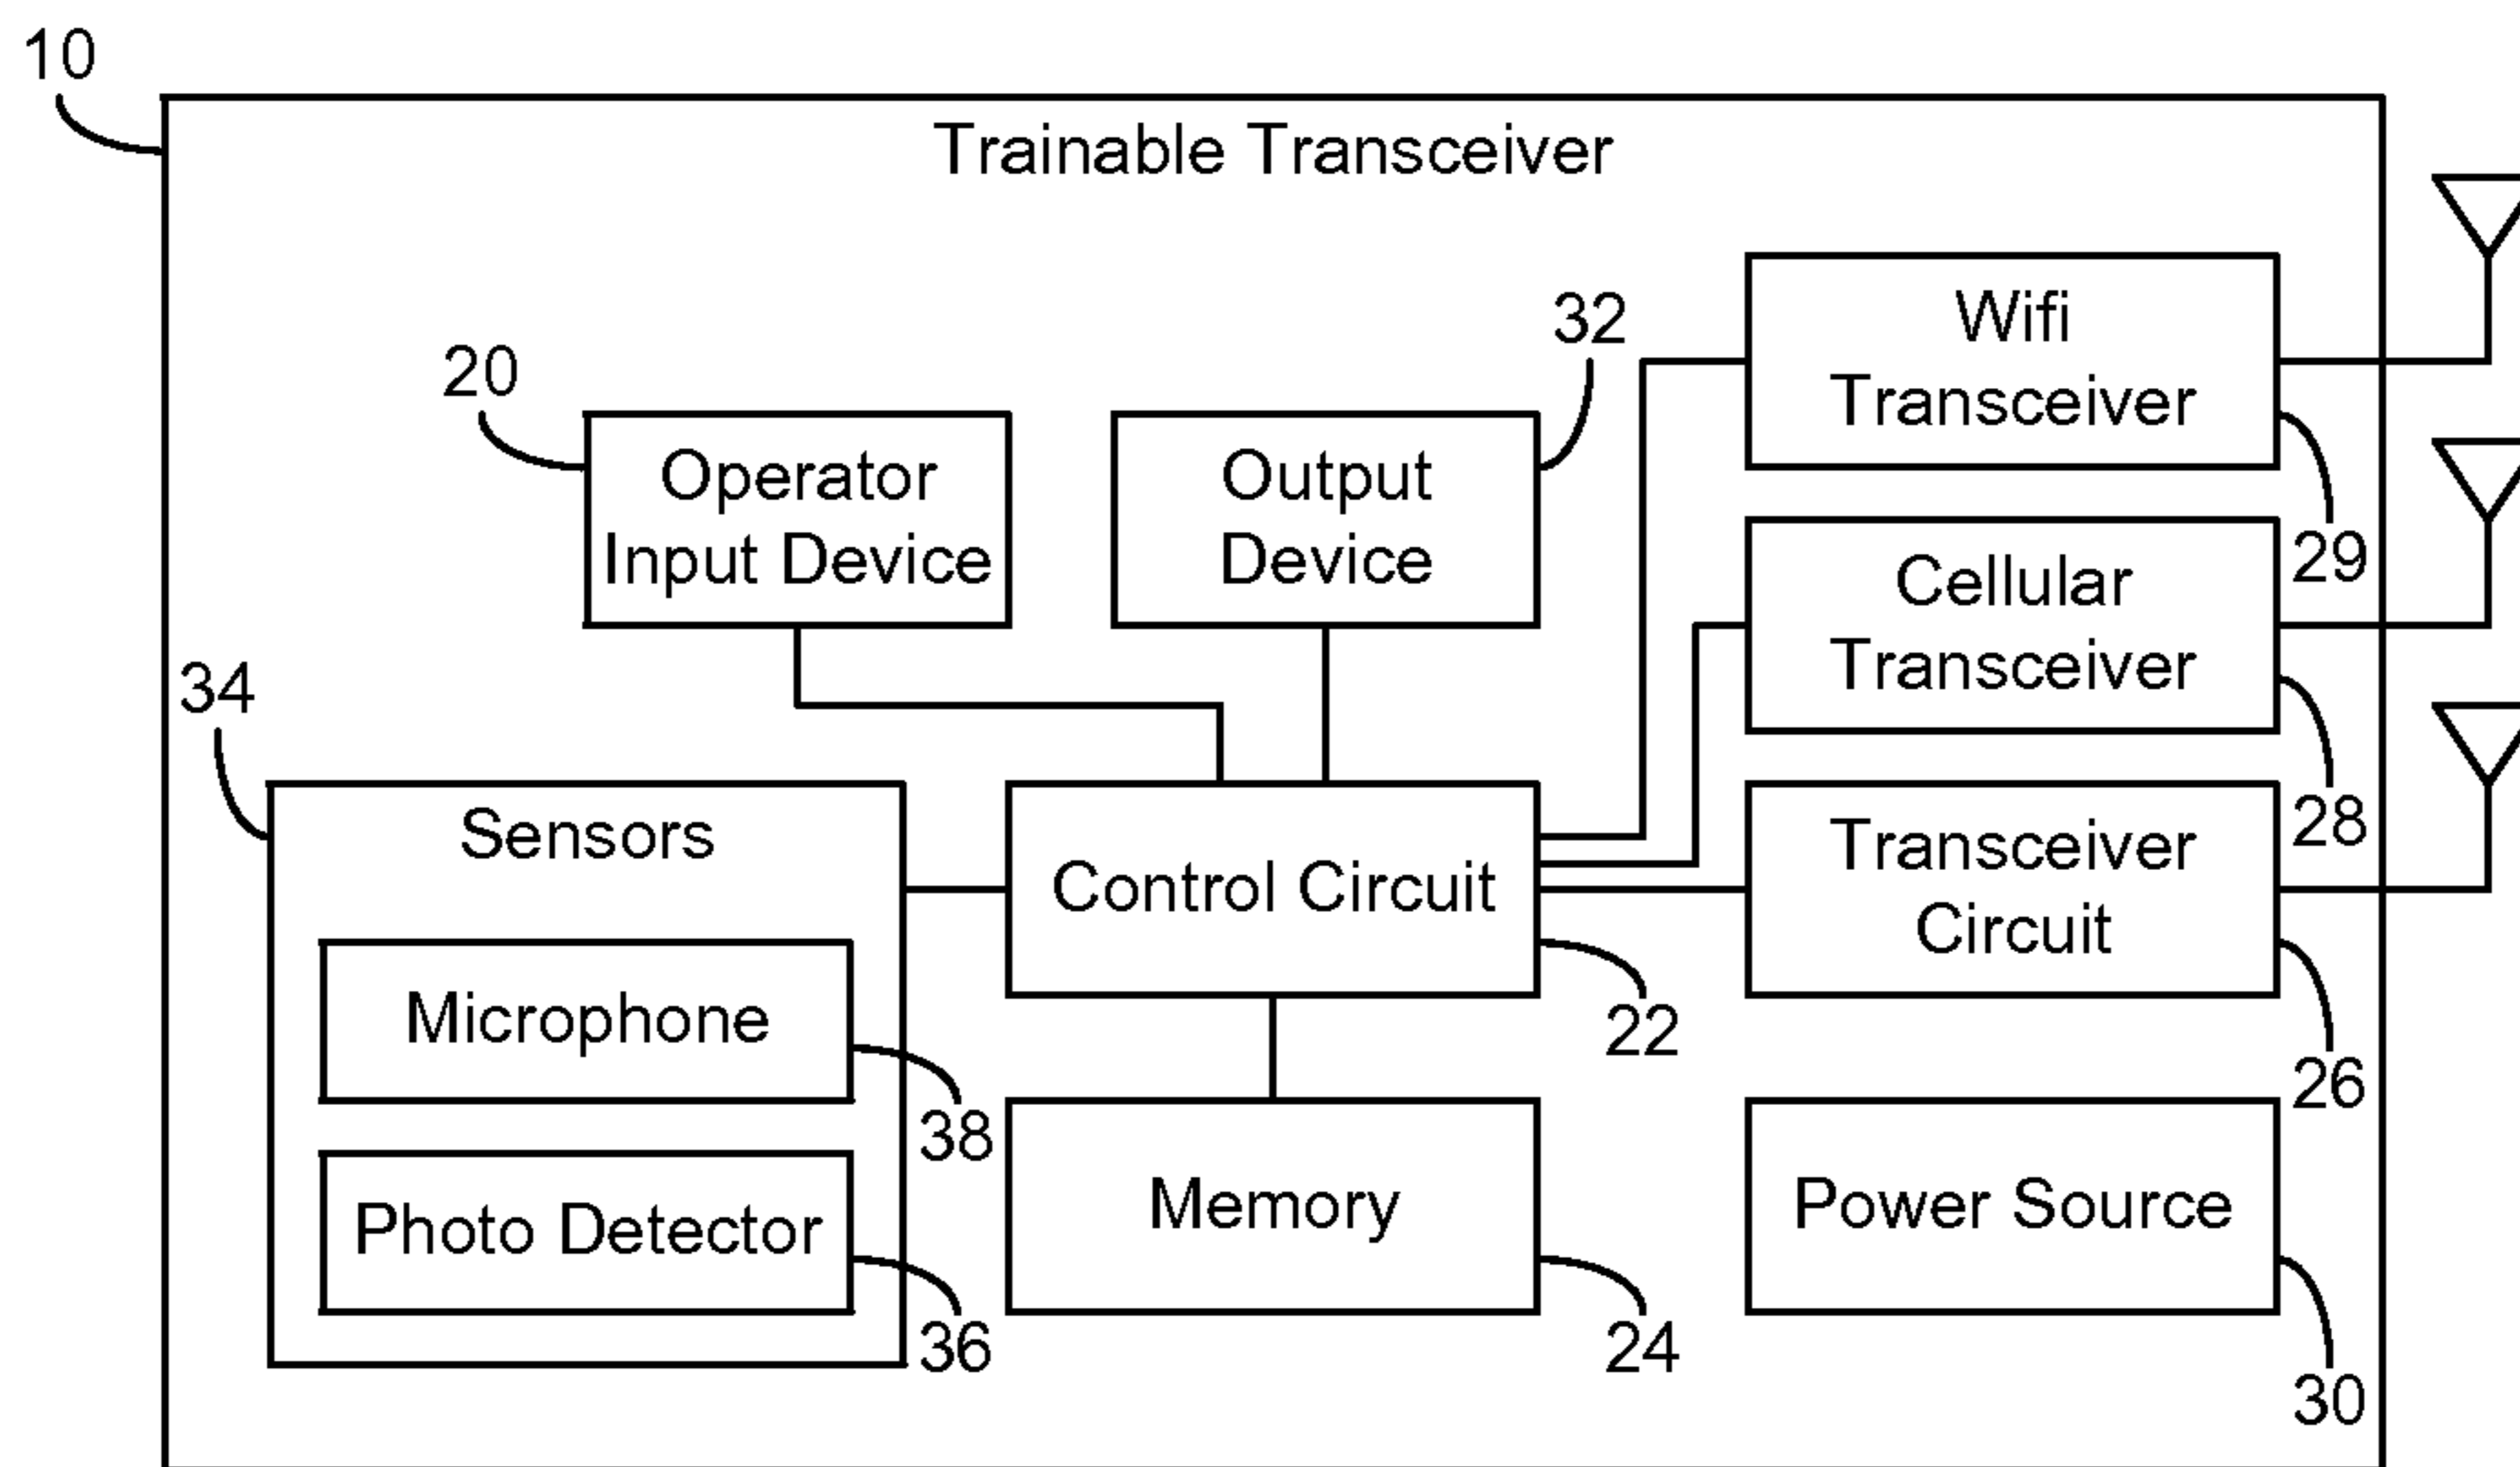 10
Trainable Transceiver
Wifi
Transceiver
29
32
20
Operator
Input Device
Output
Device
Cellular
Transceiver
28
34
Sensors
Control Circuit
22
Transceiver
Circuit
26
Microphone
38
Photo Detector
36
Memory
24
Power Source
30